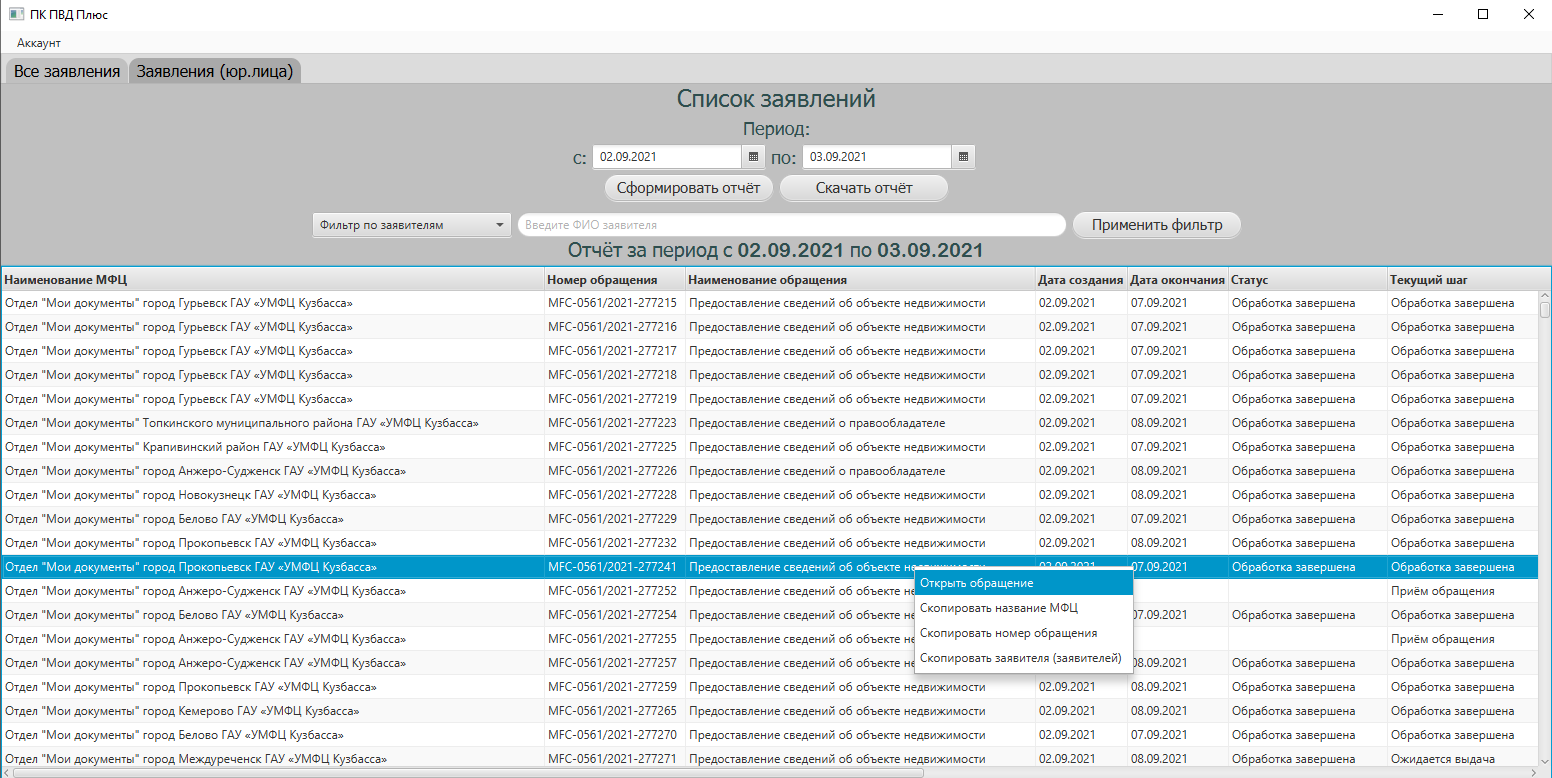 ПК ПВД Плюс
Аккаунт
Все заявления Заявления (юр.лица)
Список заявлений
Период:
с: 02.09.2021 по: 03.09.2021
Сформировать отчёт Скачать отчёт
Фильтр по заявителям Введите ФИО заявителя Применить фильтр
Отчёт за период с 02.09.2021 по 03.09.2021
Наименование МФЦ Номер обращения Наименование обращения Дата создания Дата окончания Статус Текущий шаг
Отдел "Мои документы" город Гурьевск ГАУ «УМФЦ Кузбасса» MFC-0561/2021-277215 Предоставление сведений об объекте недвижимости 02.09.2021 07.09.2021 Обработка завершена Обработка завершена
Отдел "Мои документы" город Гурьевск ГАУ «УМФЦ Кузбасса» MFC-0561/2021-277216 Предоставление сведений об объекте недвижимости 02.09.2021 07.09.2021 Обработка завершена Обработка завершена
Отдел "Мои документы" город Гурьевск ГАУ «УМФЦ Кузбасса» MFC-0561/2021-277217 Предоставление сведений об объекте недвижимости 02.09.2021 07.09.2021 Обработка завершена Обработка завершена
Отдел "Мои документы" город Гурьевск ГАУ «УМФЦ Кузбасса» MFC-0561/2021-277218 Предоставление сведений об объекте недвижимости 02.09.2021 07.09.2021 Обработка завершена Обработка завершена
Отдел "Мои документы" город Гурьевск ГАУ «УМФЦ Кузбасса» MFC-0561/2021-277219 Предоставление сведений об объекте недвижимости 02.09.2021 07.09.2021 Обработка завершена Обработка завершена
Отдел "Мои документы" Топкинского муниципального района ГАУ «УМФЦ Кузбасса» MFC-0561/2021-277223 Предоставление сведений о правообладателе 02.09.2021 08.09.2021 Обработка завершена Обработка завершена
Отдел "Мои документы" Крапивинский район ГАУ «УМФЦ Кузбасса» MFC-0561/2021-277225 Предоставление сведений об объекте недвижимости 02.09.2021 07.09.2021 Обработка завершена Обработка завершена
Отдел "Мои документы" город Анжеро-Судженск ГАУ «УМФЦ Кузбасса» MFC-0561/2021-277226 Предоставление сведений о правообладателе 02.09.2021 08.09.2021 Обработка завершена Обработка завершена
Отдел "Мои документы" город Новокузнецк ГАУ «УМФЦ Кузбасса» MFC-0561/2021-277228 Предоставление сведений об объекте недвижимости 02.09.2021 08.09.2021 Обработка завершена Обработка завершена
Отдел "Мои документы" город Белово ГАУ «УМФЦ Кузбасса» MFC-0561/2021-277229 Предоставление сведений об объекте недвижимости 02.09.2021 07.09.2021 Обработка завершена Обработка завершена
Отдел "Мои документы" город Прокопьевск ГАУ «УМФЦ Кузбасса» MFC-0561/2021-277232 Предоставление сведений об объекте недвижимости 02.09.2021 08.09.2021 Обработка завершена Обработка завершена
Отдел "Мои документы" город Прокопьевск ГАУ «УМФЦ Кузбасса» MFC-0561/2021-277241 Предоставление сведений об объекте недвижимости 02.09.2021 07.09.2021 Обработка завершена Обработка завершена
Открыть обращение
Отдел "Мои документы" город Анжеро-Судженск ГАУ «УМФЦ Кузбасса» MFC-0561/2021-277252 Предоставление сведений об объекте Приём обращения
Скопировать название МФЦ
Отдел "Мои документы" город Белово ГАУ «УМФЦ Кузбасса» MFC-0561/2021-277254 Предоставление сведений об объекте 07.09.2021 Обработка завершена Обработка завершена
Скопировать номер обращения
Отдел "Мои документы" город Анжеро-Судженск ГАУ «УМФЦ Кузбасса» MFC-0561/2021-277255 Предоставление сведений об объекте Приём обращения
Скопировать заявителя (заявителей)
Отдел "Мои документы" город Анжеро-Судженск ГАУ «УМФЦ Кузбасса» MFC-0561/2021-277257 Предоставление сведений об объекте 08.09.2021 Обработка завершена Обработка завершена
Отдел "Мои документы" город Прокопьевск ГАУ «УМФЦ Кузбасса» MFC-0561/2021-277259 Предоставление сведений об объекте недвижимости 02.09.2021 08.09.2021 Обработка завершена Обработка завершена
Отдел "Мои документы" город Кемерово ГАУ «УМФЦ Кузбасса» MFC-0561/2021-277265 Предоставление сведений об объекте недвижимости 02.09.2021 08.09.2021 Обработка завершена Обработка завершена
Отдел "Мои документы" город Белово ГАУ «УМФЦ Кузбасса» MFC-0561/2021-277270 Предоставление сведений об объекте недвижимости 02.09.2021 07.09.2021 Обработка завершена Обработка завершена
Отдел "Мои документы" город Междуреченск ГАУ «УМФЦ Кузбасса» MFC-0561/2021-277271 Предоставление сведений об объекте недвижимости 02.09.2021 08.09.2021 Обработка завершена Ожидается выдача